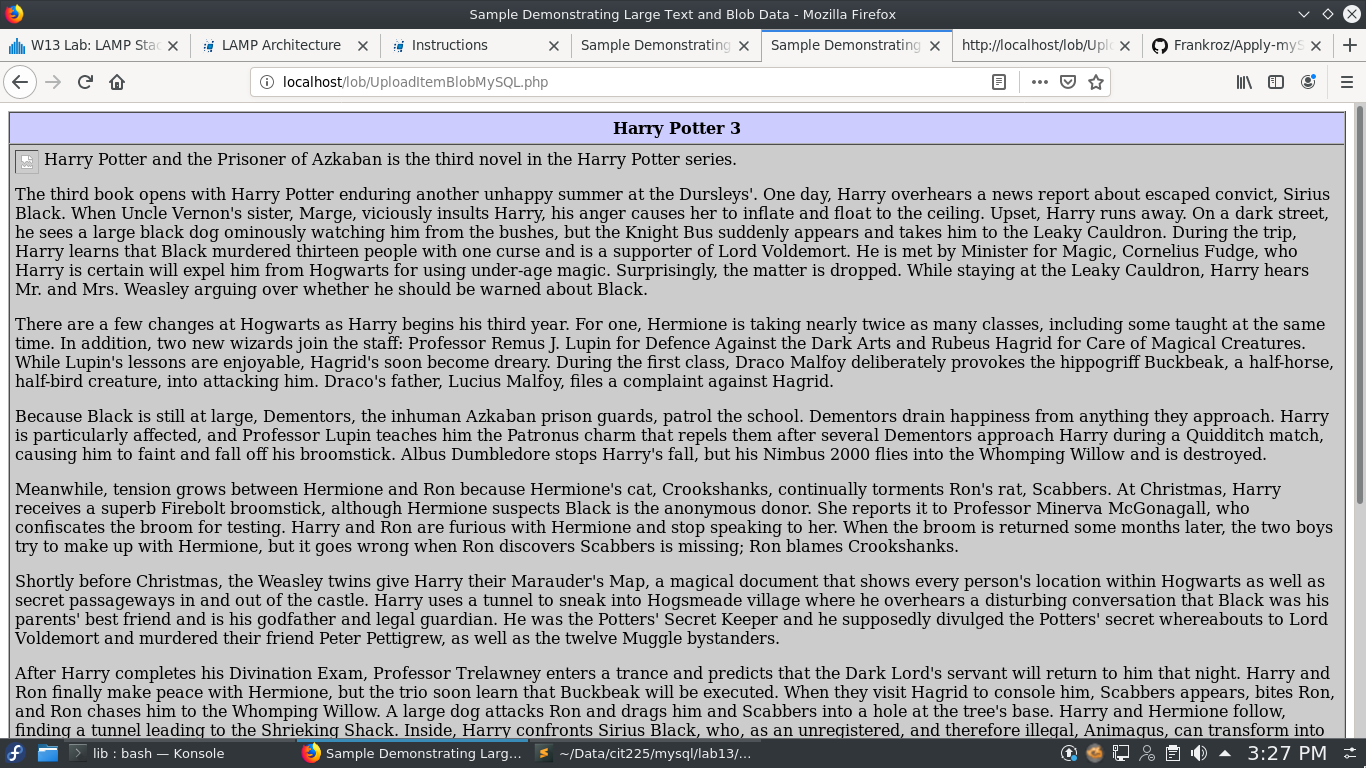 Sample Demonstrating Large Text and Blob Data - Mozilla Firefox
W13 Lab: LAMP Stac
LAMP Architecture
Instructions
Sample Demonstrating
Sample Demonstrating
http://localhost/lob/Uplo
Frankroz/Apply-myS
localhost/lob/UploadItemBlobMySQL.php
Harry Potter 3
Harry Potter and the Prisoner of Azkaban is the third novel in the Harry Potter series.
The third book opens with Harry Potter enduring another unhappy summer at the Dursleys'. One day, Harry overhears a news report about escaped convict, Sirius
Black. When Uncle Vernon's sister, Marge, viciously insults Harry, his anger causes her to inflate and float to the ceiling. Upset, Harry runs away. On a dark street,
he sees a large black dog ominously watching him from the bushes, but the Knight Bus suddenly appears and takes him to the Leaky Cauldron. During the trip,
Harry learns that Black murdered thirteen people with one curse and is a supporter of Lord Voldemort. He is met by Minister for Magic, Cornelius Fudge, who
Harry is certain will expel him from Hogwarts for using under-age magic. Surprisingly, the matter is dropped. While staying at the Leaky Cauldron, Harry hears
Mr. and Mrs. Weasley arguing over whether he should be warned about Black.
There are a few changes at Hogwarts as Harry begins his third year. For one, Hermione is taking nearly twice as many classes, including some taught at the same
time. In addition, two new wizards join the staff: Professor Remus J. Lupin for Defence Against the Dark Arts and Rubeus Hagrid for Care of Magical Creatures.
While Lupin's lessons are enjoyable, Hagrid's soon become dreary. During the first class, Draco Malfoy deliberately provokes the hippogriff Buckbeak, a half-horse,
half-bird creature, into attacking him. Draco's father, Lucius Malfoy, files a complaint against Hagrid.
Because Black is still at large, Dementors, the inhuman Azkaban prison guards, patrol the school. Dementors drain happiness from anything they approach. Harry
is particularly affected, and Professor Lupin teaches him the Patronus charm that repels them after several Dementors approach Harry during a Quidditch match,
causing him to faint and fall off his broomstick. Albus Dumbledore stops Harry's fall, but his Nimbus 2000 flies into the Whomping Willow and is destroyed.
Meanwhile, tension grows between Hermione and Ron because Hermione's cat, Crookshanks, continually torments Ron's rat, Scabbers. At Christmas, Harry
receives a superb Firebolt broomstick, although Hermione suspects Black is the anonymous donor. She reports it to Professor Minerva McGonagall, who
confiscates the broom for testing. Harry and Ron are furious with Hermione and stop speaking to her. When the broom is returned some months later, the two boys
try to make up with Hermione, but it goes wrong when Ron discovers Scabbers is missing; Ron blames Crookshanks.
Shortly before Christmas, the Weasley twins give Harry their Marauder's Map, a magical document that shows every person's location within Hogwarts as well as
secret passageways in and out of the castle. Harry uses a tunnel to sneak into Hogsmeade village where he overhears a disturbing conversation that Black was his
parents' best friend and is his godfather and legal guardian. He was the Potters' Secret Keeper and he supposedly divulged the Potters' secret whereabouts to Lord
Voldemort and murdered their friend Peter Pettigrew, as well as the twelve Muggle bystanders.
After Harry completes his Divination Exam, Professor Trelawney enters a trance and predicts that the Dark Lord's servant will return to him that night. Harry and
Ron finally make peace with Hermione, but the trio soon learn that Buckbeak will be executed. When they visit Hagrid to console him, Scabbers appears, bites Ron,
and Ron chases him to the Whomping Willow. A large dog attacks Ron and drags him and Scabbers into a hole at the tree's base. Harry and Hermione follow,
finding a tunnel leading to the Shrieking Shack. Inside, Harry confronts Sirius Black, who, as an unregistered, and therefore illegal, Animagus, can transform into
lib : bash — Konsole
Sample Demonstrating Larg...
~/Data/cit225/mysql/lab13/...
3:27 PM